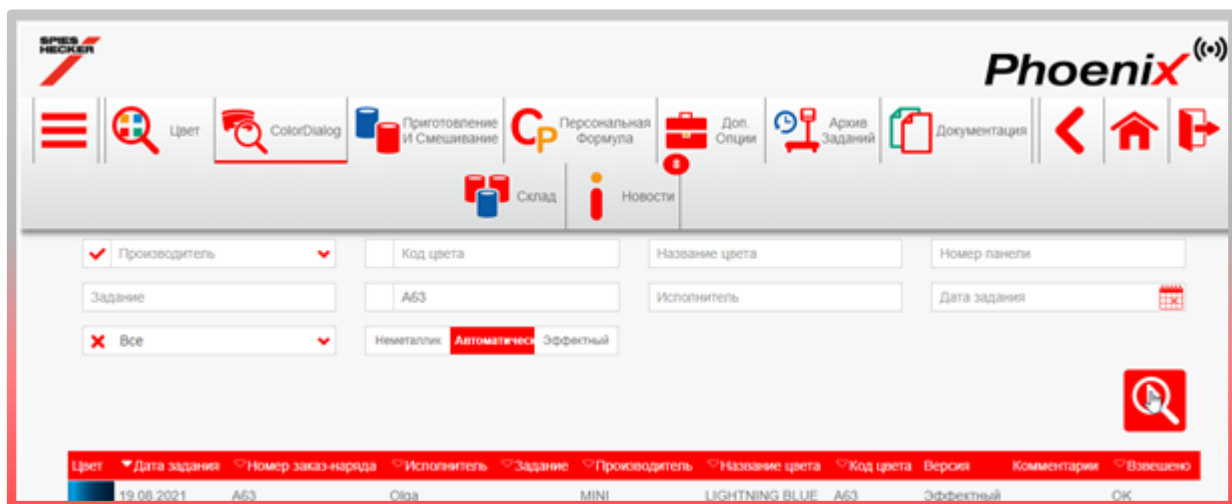 SPIES
HECKER
Phoenix
Цвет
ColorDialog
Приготовление
И Смешивание
Cp
Персональная
Формула
Доп.
Опции
Архив
Заданий
Документация
8
Склад
Новости
Производитель
Код цвета
Название цвета
Номер панели
Задание
A63
Исполнитель
Дата задания
Все
Неметаллик Автоматическ Эффектный
Цвет Дата задания Номер заказ-наряда Исполнитель Задание Производитель Название цвета Код цвета Версия Комментарии Взвешено
19.08.2021 A63 Olga MINI LIGHTNING BLUE A63 Эффектный OK